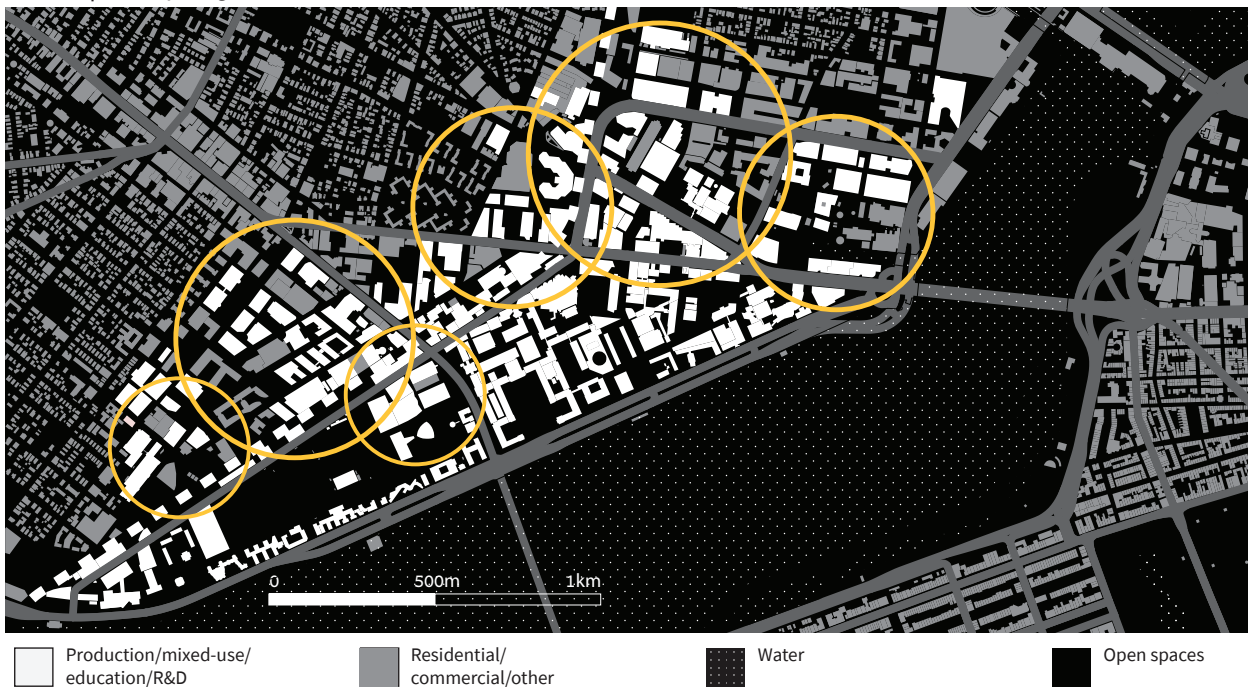 0 500m 1km
Production/mixed-use/
education/R&D
Residential/
commercial/other
Water
Open spaces